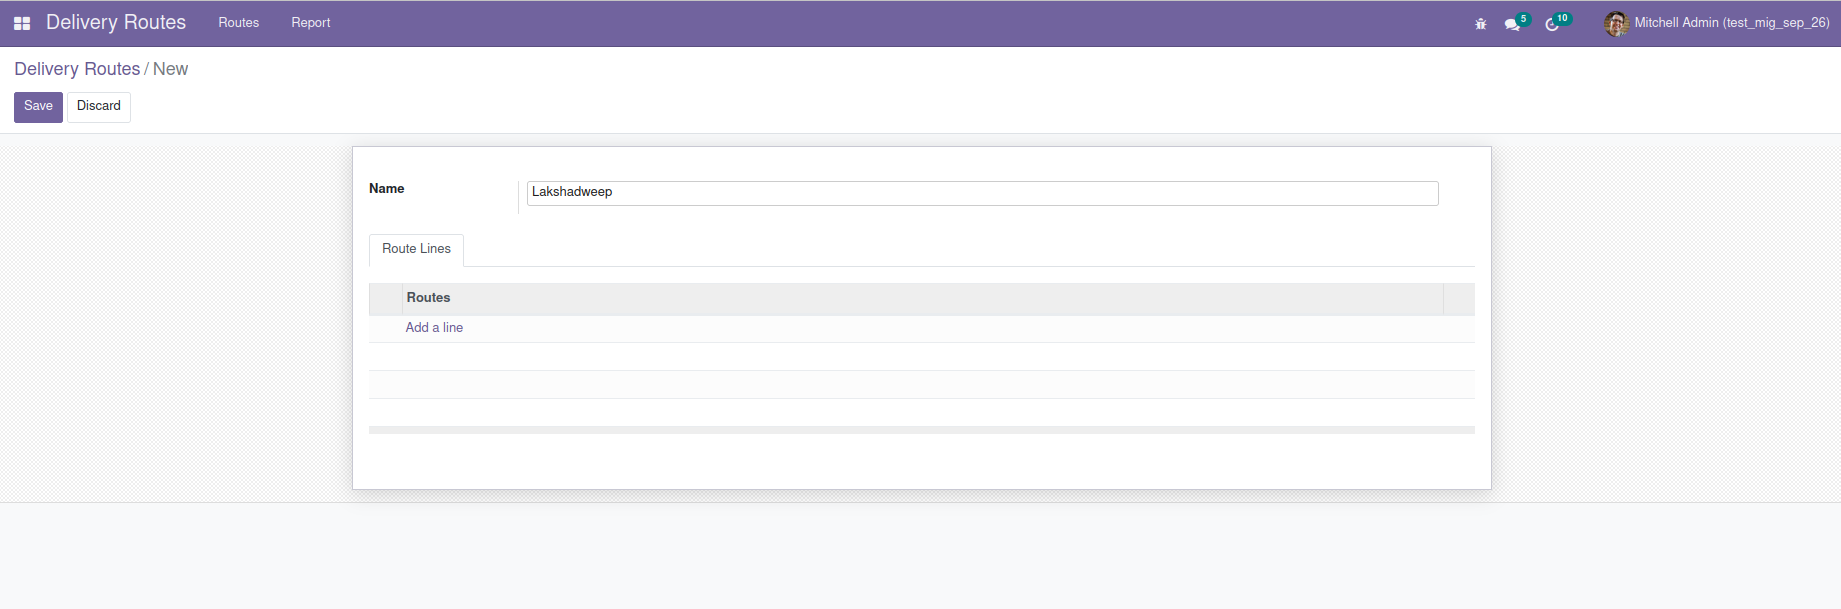 Delivery Routes Routes Report 5 10 Mitchell Admin (test_mig_sep_26)
Delivery Routes / New
Save Discard
Name Lakshadweep
Route Lines
Routes
Add a line